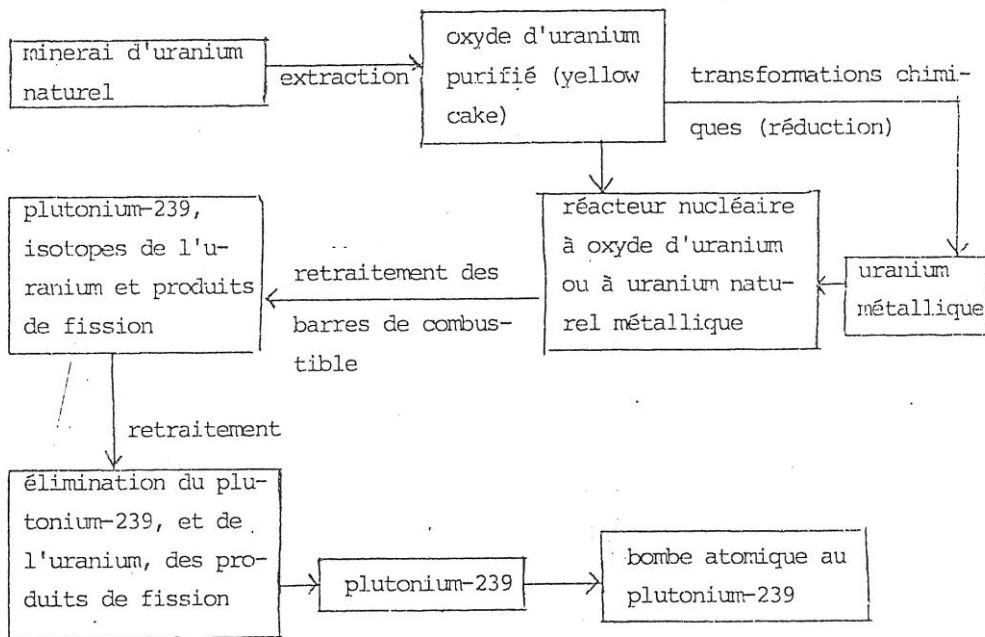 minerai d'uranium
naturel
extraction
oxyde d'uranium
purifié (yellow
cake)
transformations chimi-
ques (réduction)
uranium
métallique
réacteur nucléaire
à oxyde d'uranium
ou à uranium natu-
rel métallique
retraitement des
barres de combus-
tible
plutonium-239,
isotopes de l'u-
ranium et produits
de fission
retraitement
élimination du plu-
tonium-239, et de
l'uranium, des pro-
duits de fission
plutonium-239
bombe atomique au
plutonium-239